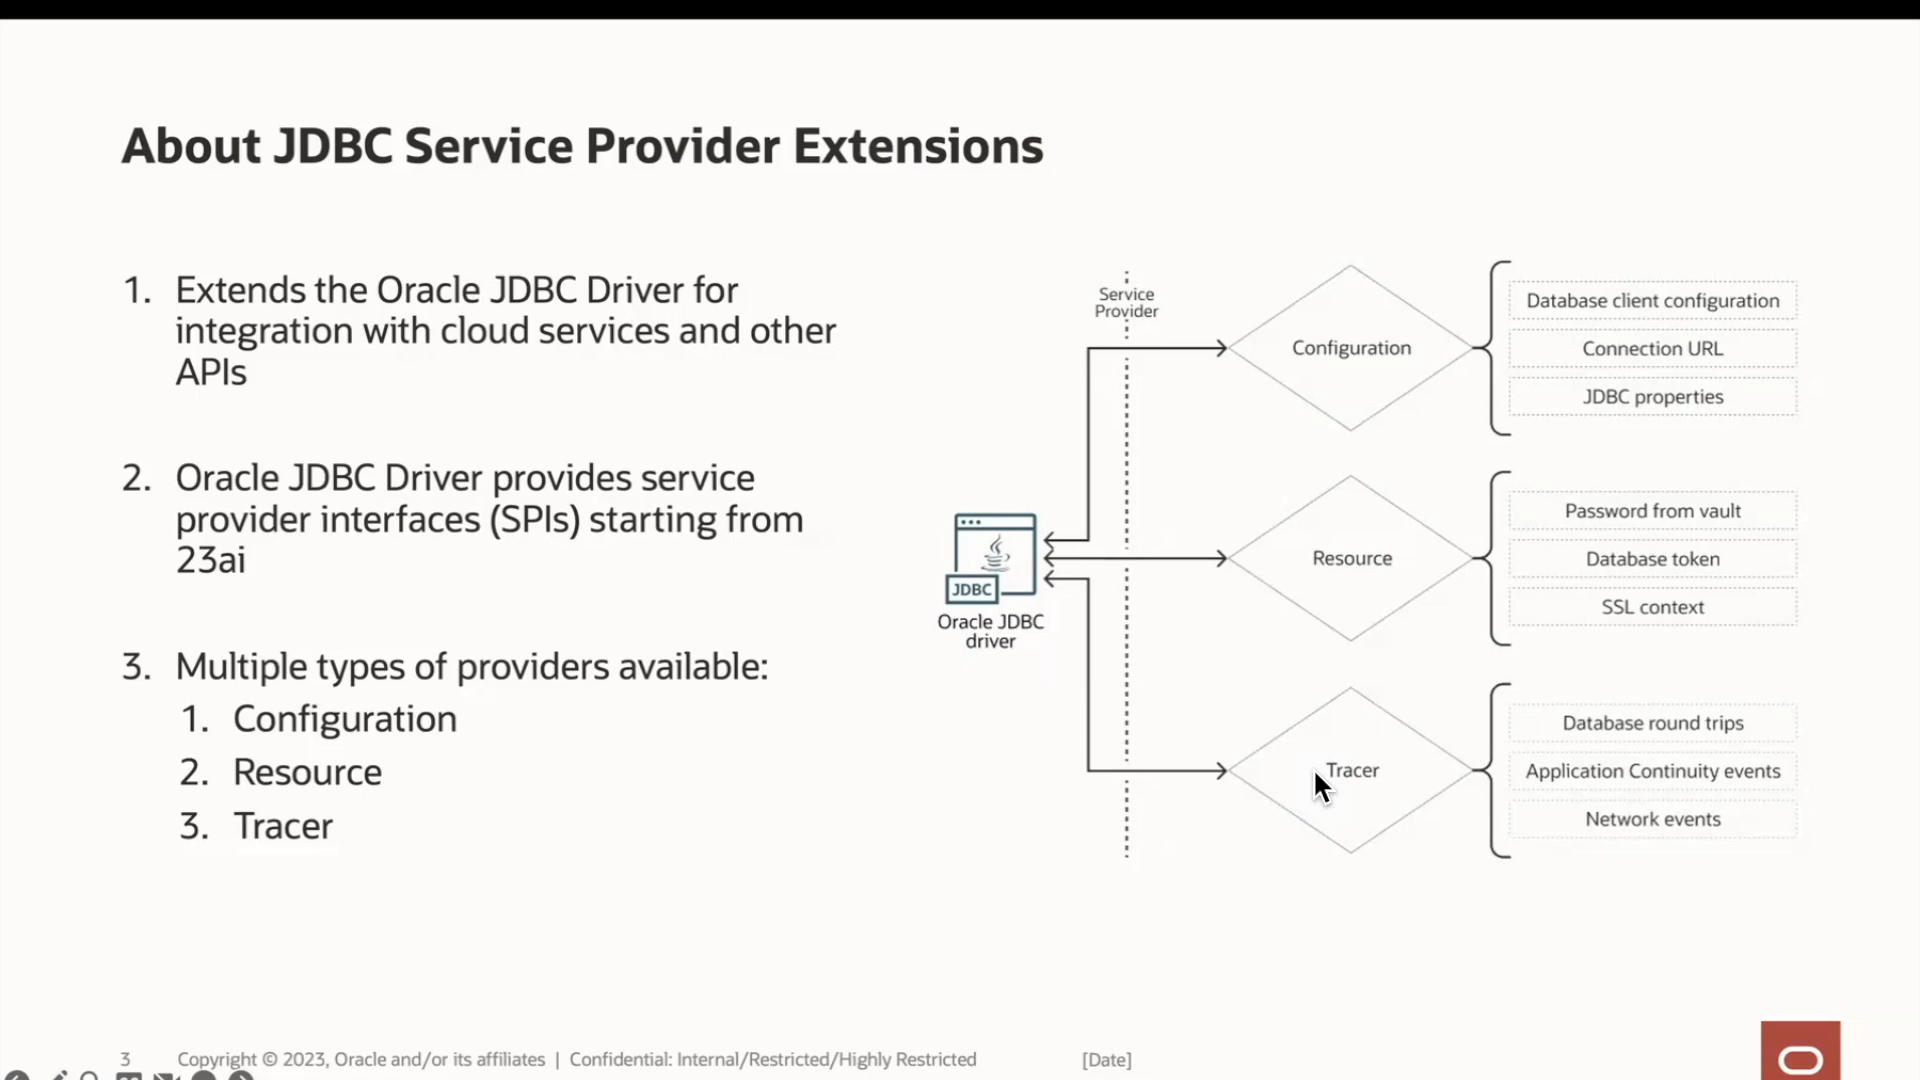 About JDBC Service Provider Extensions
1. Extends the Oracle JDBC Driver for
integration with cloud services and other
APIs
2. Oracle JDBC Driver provides service
provider interfaces (SPIs) starting from
23ai
3. Multiple types of providers available:
1. Configuration
2. Resource
3. Tracer
Service
Provider
JDBC
Oracle JDBC
driver
Configuration
Database client configuration
Connection URL
JDBC properties
Resource
Password from vault
Database token
SSL context
Tracer
Database round trips
Application Continuity events
Network events
3 Copyright © 2023, Oracle and/or its affiliates | Confidential: Internal/Restricted/Highly Restricted [Date]